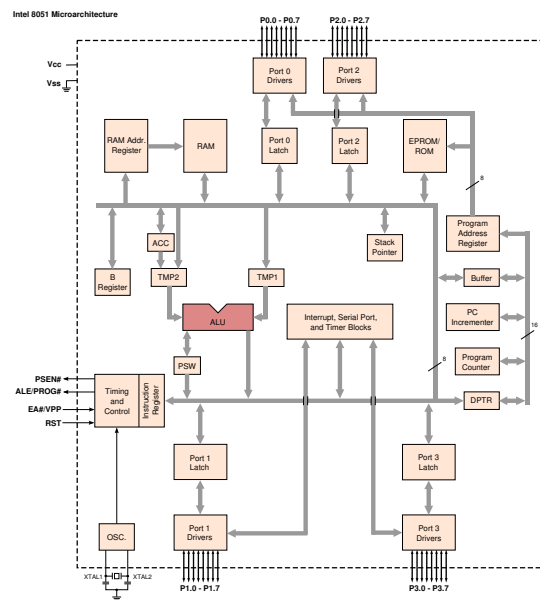 Intel 8051 Microarchitecture
P0.0 - P0.7
P2.0 - P2.7
Vcc
Vss
Port 0
Drivers
Port 2
Drivers
RAM Addr.
Register
RAM
Port 0
Latch
Port 2
Latch
EPROM/
ROM
8
Program
Address
Register
ACC
Stack
Pointer
B
Register
TMP2
TMP1
Buffer
ALU
Interrupt, Serial Port,
and Timer Blocks
PC
Incrementer
16
PSW
8
Program
Counter
PSEN#
ALE/PROG#
EA#/VPP
RST
Timing
and
Control
Instruction
Register
DPTR
Port 1
Latch
Port 3
Latch
OSC.
Port 1
Drivers
Port 3
Drivers
XTAL1
XTAL2
P1.0 - P1.7
P3.0 - P3.7